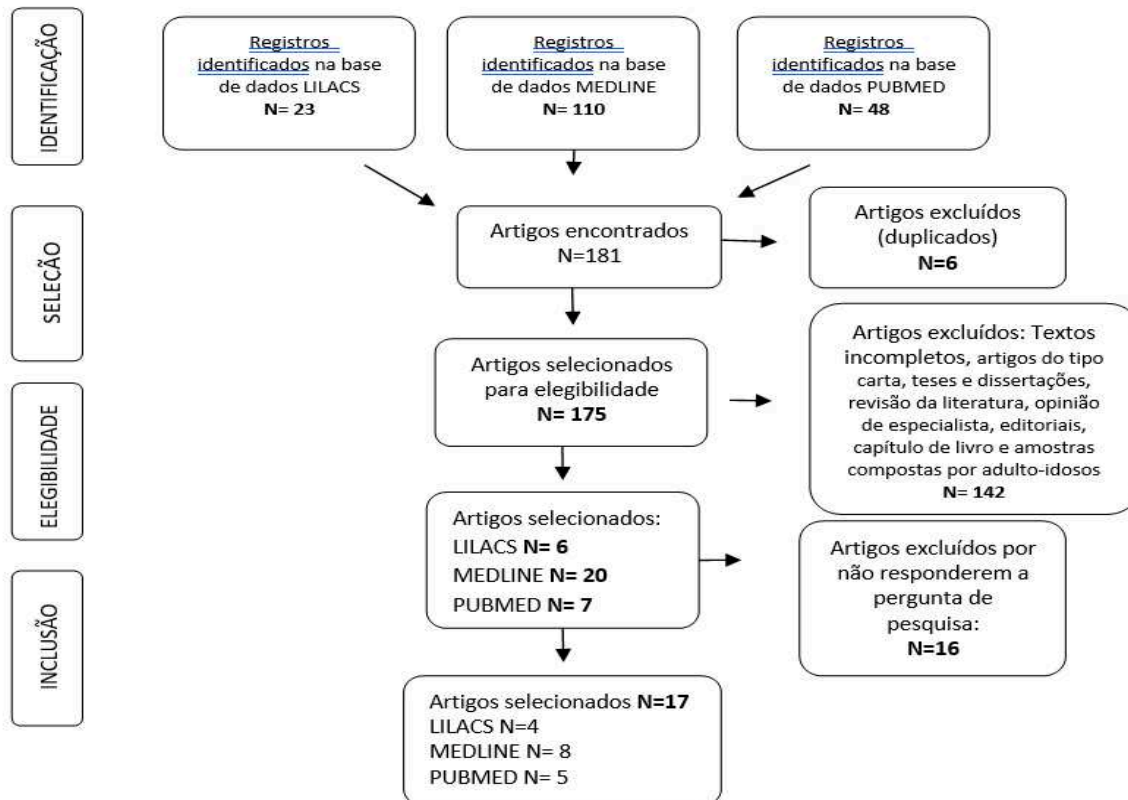 IDENTIFICAÇÃO
Registros
identificados na base
de dados LILACS
N= 23
Registros
identificados na base
de dados MEDLINE
N= 110
Registros
identificados na base
de dados PUBMED
N= 48
SELEÇÃO
Artigos encontrados
N=181
Artigos excluídos
(duplicados)
N=6
Artigos selecionados
para elegibilidade
N= 175
Artigos excluídos: Textos
incompletos, artigos do tipo
carta, teses e dissertações,
revisão da literatura, opinião
de especialista, editoriais,
capítulo de livro e amostras
compostas por adulto-idosos
N= 142
ELEGIBILIDADE
Artigos selecionados:
LILACS N= 6
MEDLINE N= 20
PUBMED N= 7
Artigos excluídos por
não responderem a
pergunta de
pesquisa:
N=16
INCLUSÃO
Artigos selecionados N=17
LILACS N=4
MEDLINE N= 8
PUBMED N= 5